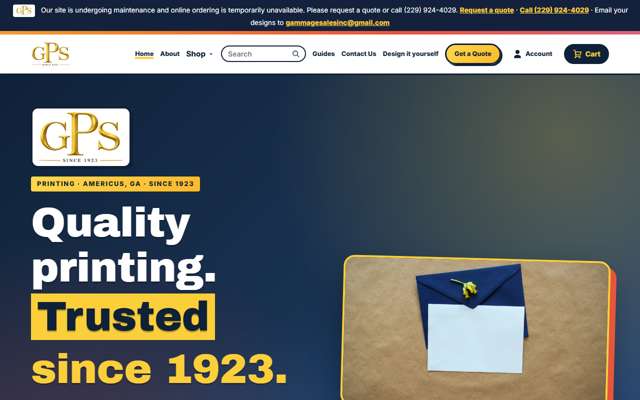 GPS Our site is undergoing maintenance and online ordering is temporarily unavailable. Please request a quote or call (229) 924-4029. Request a quote · Call (229) 924-4029 · Email your
designs to gammagesalesinc@gmail.com
GPS
Home About Shop Search Guides Contact Us Design it yourself Get a Quote Account Cart
GPS
SINCE 1923
PRINTING · AMERICUS, GA · SINCE 1923
Quality
printing.
Trusted
since 1923.